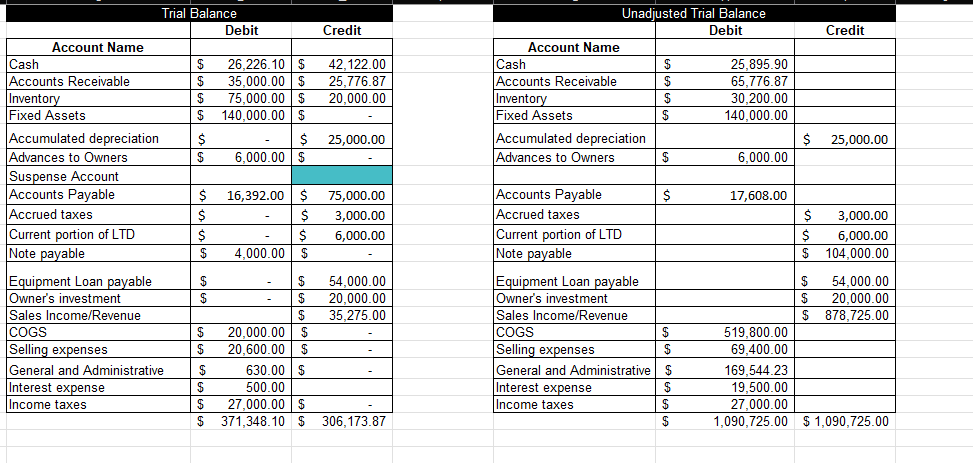 Trial Balance Unadjusted Trial Balance
Debit Credit Debit Credit
Account Name Account Name
Cash $ 26,226.10 $ 42,122.00 Cash $ 25,895.90
Accounts Receivable $ 35,000.00 $ 25,776.87 Accounts Receivable $ 65,776.87
Inventory $ 75,000.00 $ 20,000.00 Inventory $ 30,200.00
Fixed Assets $ 140,000.00 $ - Fixed Assets $ 140,000.00
Accumulated depreciation $ - $ 25,000.00 Accumulated depreciation $ 25,000.00
Advances to Owners $ 6,000.00 $ - Advances to Owners $ 6,000.00
Suspense Account
Accounts Payable $ 16,392.00 $ 75,000.00 Accounts Payable $ 17,608.00
Accrued taxes $ - $ 3,000.00 Accrued taxes $ 3,000.00
Current portion of LTD $ - $ 6,000.00 Current portion of LTD $ 6,000.00
Note payable $ 4,000.00 $ - Note payable $ 104,000.00
Equipment Loan payable $ - $ 54,000.00 Equipment Loan payable $ 54,000.00
Owner's investment $ - $ 20,000.00 Owner's investment $ 20,000.00
Sales Income/Revenue $ 35,275.00 Sales Income/Revenue $ 878,725.00
COGS $ 20,000.00 $ - COGS $ 519,800.00
Selling expenses $ 20,600.00 $ - Selling expenses $ 69,400.00
General and Administrative $ 630.00 $ - General and Administrative $ 169,544.23
Interest expense $ 500.00 Interest expense $ 19,500.00
Income taxes $ 27,000.00 $ - Income taxes $ 27,000.00
$ 371,348.10 $ 306,173.87 $ 1,090,725.00 $ 1,090,725.00